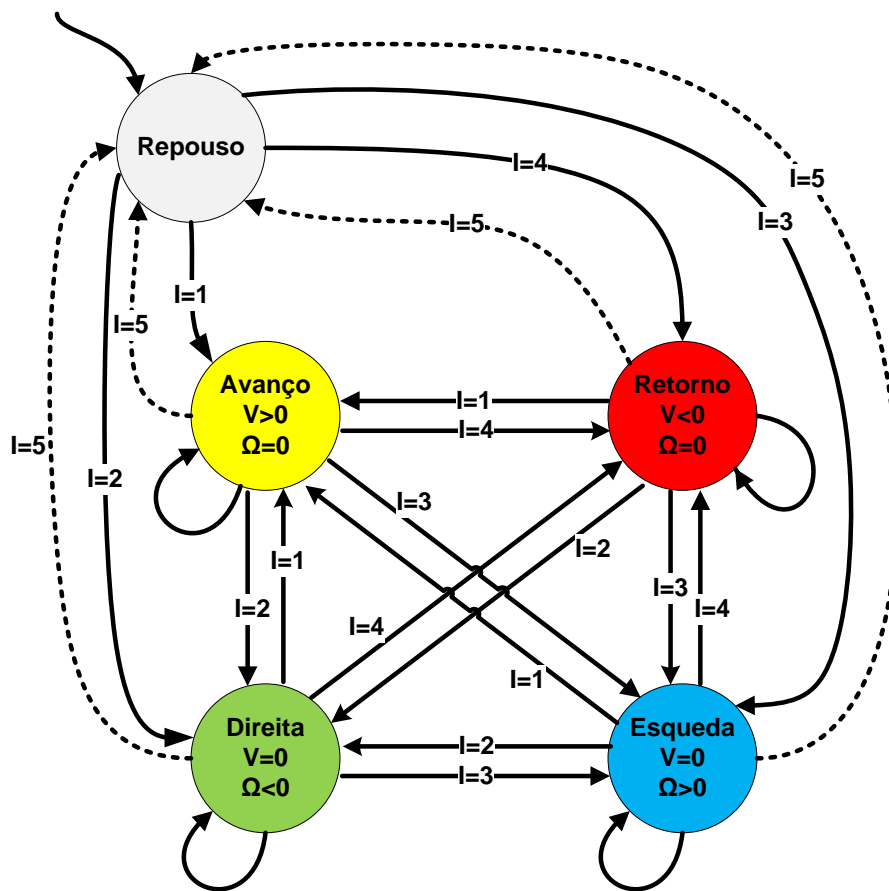 Repouso
I=4
I=5
I=3
I=5
I=1
I=5
Avanço
V>0
Ω=0
Retorno
V<0
Ω=0
I=1
I=4
I=5
I=2
I=3
I=1
I=2
I=2
I=3
I=4
I=4
I=1
Direita
V=0
Ω<0
Esqueda
V=0
Ω>0
I=2
I=3